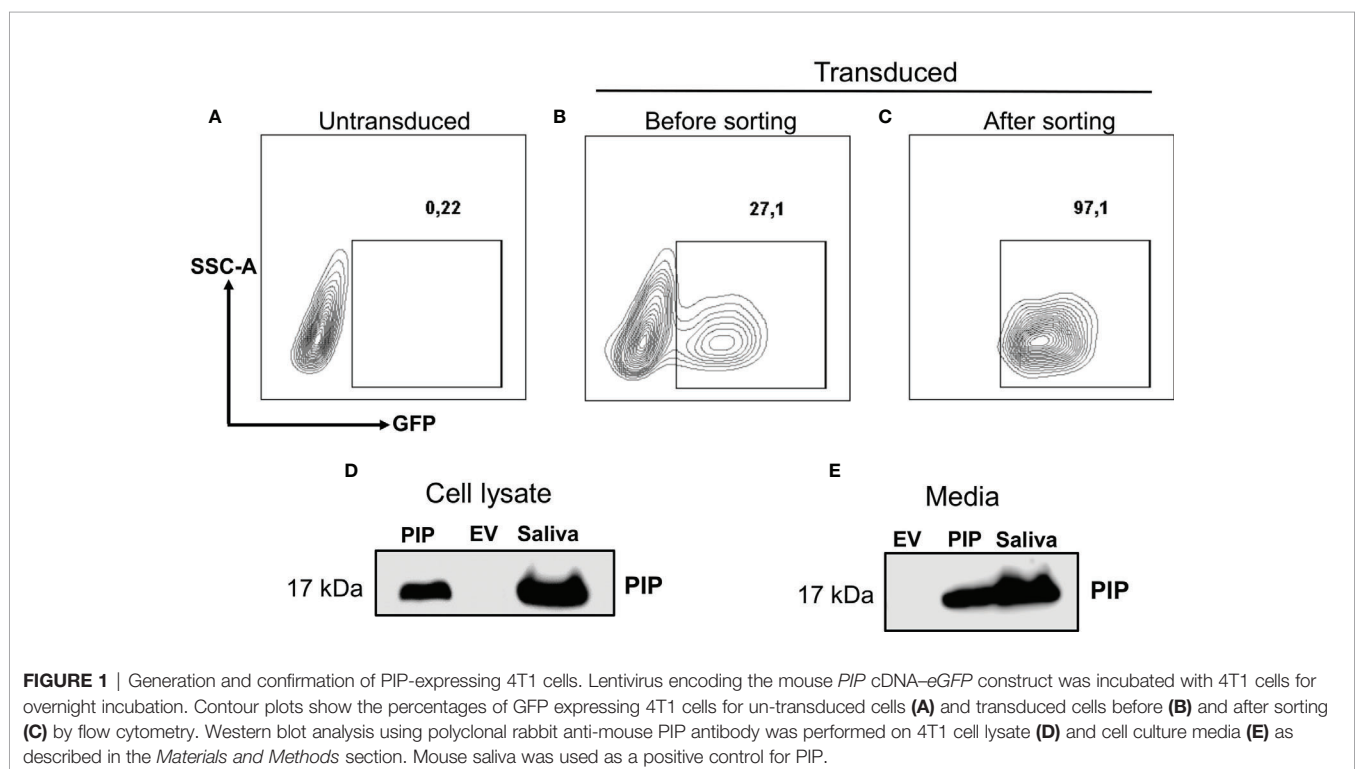 Transduced
A
Untransduced
B
Before sorting
C
After sorting
0,22
27,1
97,1
SSC-A
GFP
D
Cell lysate
PIP EV Saliva
17 kDa
PIP
E
Media
EV PIP Saliva
17 kDa
PIP
FIGURE 1 | Generation and confirmation of PIP-expressing 4T1 cells. Lentivirus encoding the mouse PIP cDNA–eGFP construct was incubated with 4T1 cells for
overnight incubation. Contour plots show the percentages of GFP expressing 4T1 cells for un-transduced cells (A) and transduced cells before (B) and after sorting
(C) by flow cytometry. Western blot analysis using polyclonal rabbit anti-mouse PIP antibody was performed on 4T1 cell lysate (D) and cell culture media (E) as
described in the Materials and Methods section. Mouse saliva was used as a positive control for PIP.